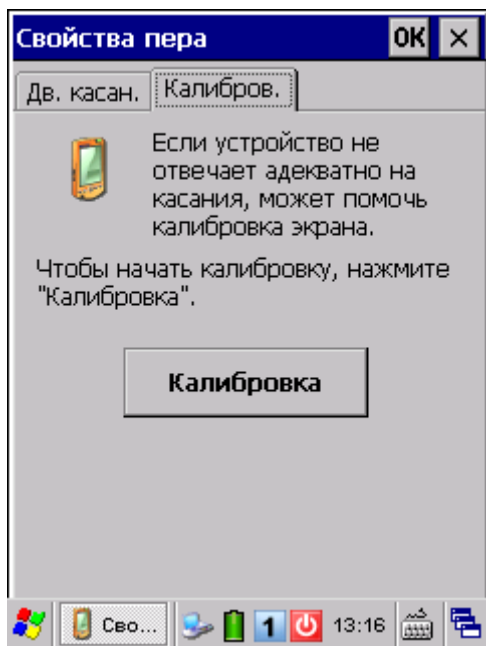 Свойства пера OK ×
Дв. касан. Калибров.
Если устройство не
отвечает адекватно на
касания, может помочь
калибровка экрана.
Чтобы начать калибровку, нажмите
"Калибровка".
Калибровка
Сво... 1 13:16